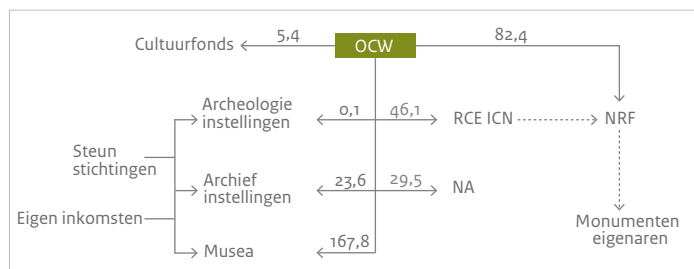 Cultuurfonds 5,4 OCW 82,4
Archeologie
instellingen 0,1 46,1 RCE ICN NRF
Steun
stichtingen
Archief
instellingen 23,6 29,5 NA
Eigen inkomsten
Monumenten
eigenaren
Musea 167,8